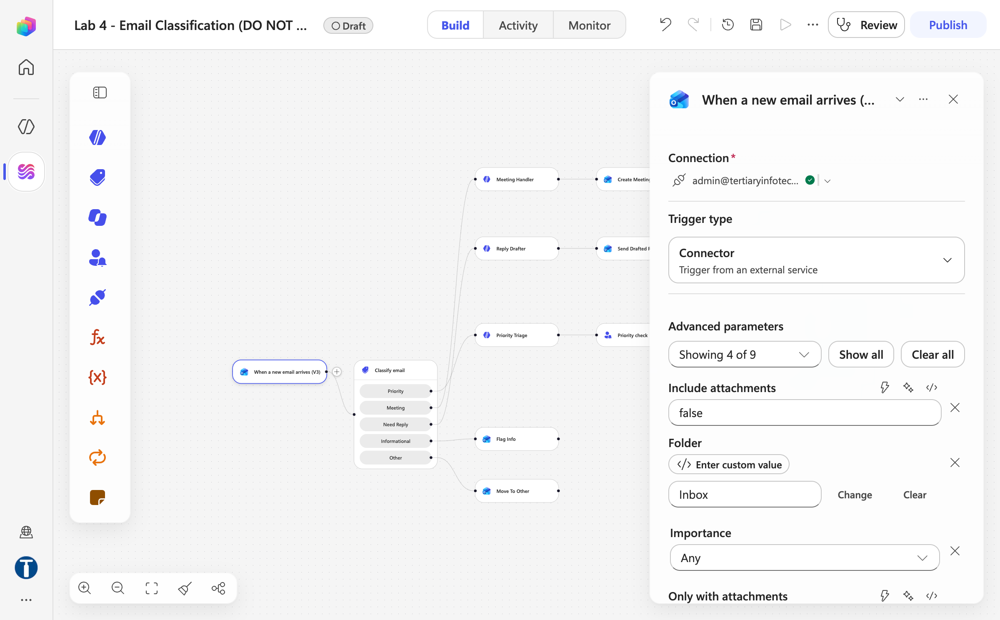 Lab 4 - Email Classification (DO NOT ...
Draft
Build
Activity
Monitor
Review
Publish
When a new email arrives (...
Connection*
admin@tertiaryinfotec...
Trigger type
Connector
Trigger from an external service
Advanced parameters
Showing 4 of 9
Show all
Clear all
Include attachments
false
Folder
</> Enter custom value
Inbox
Change
Clear
Importance
Any
Only with attachments
Meeting Handler
Create Meeting
Reply Drafter
Send Drafted
Priority Triage
Priority check
When a new email arrives (V3)
Classify email
Priority
Meeting
Need Reply
Informational
Other
Flag Info
Move To Other